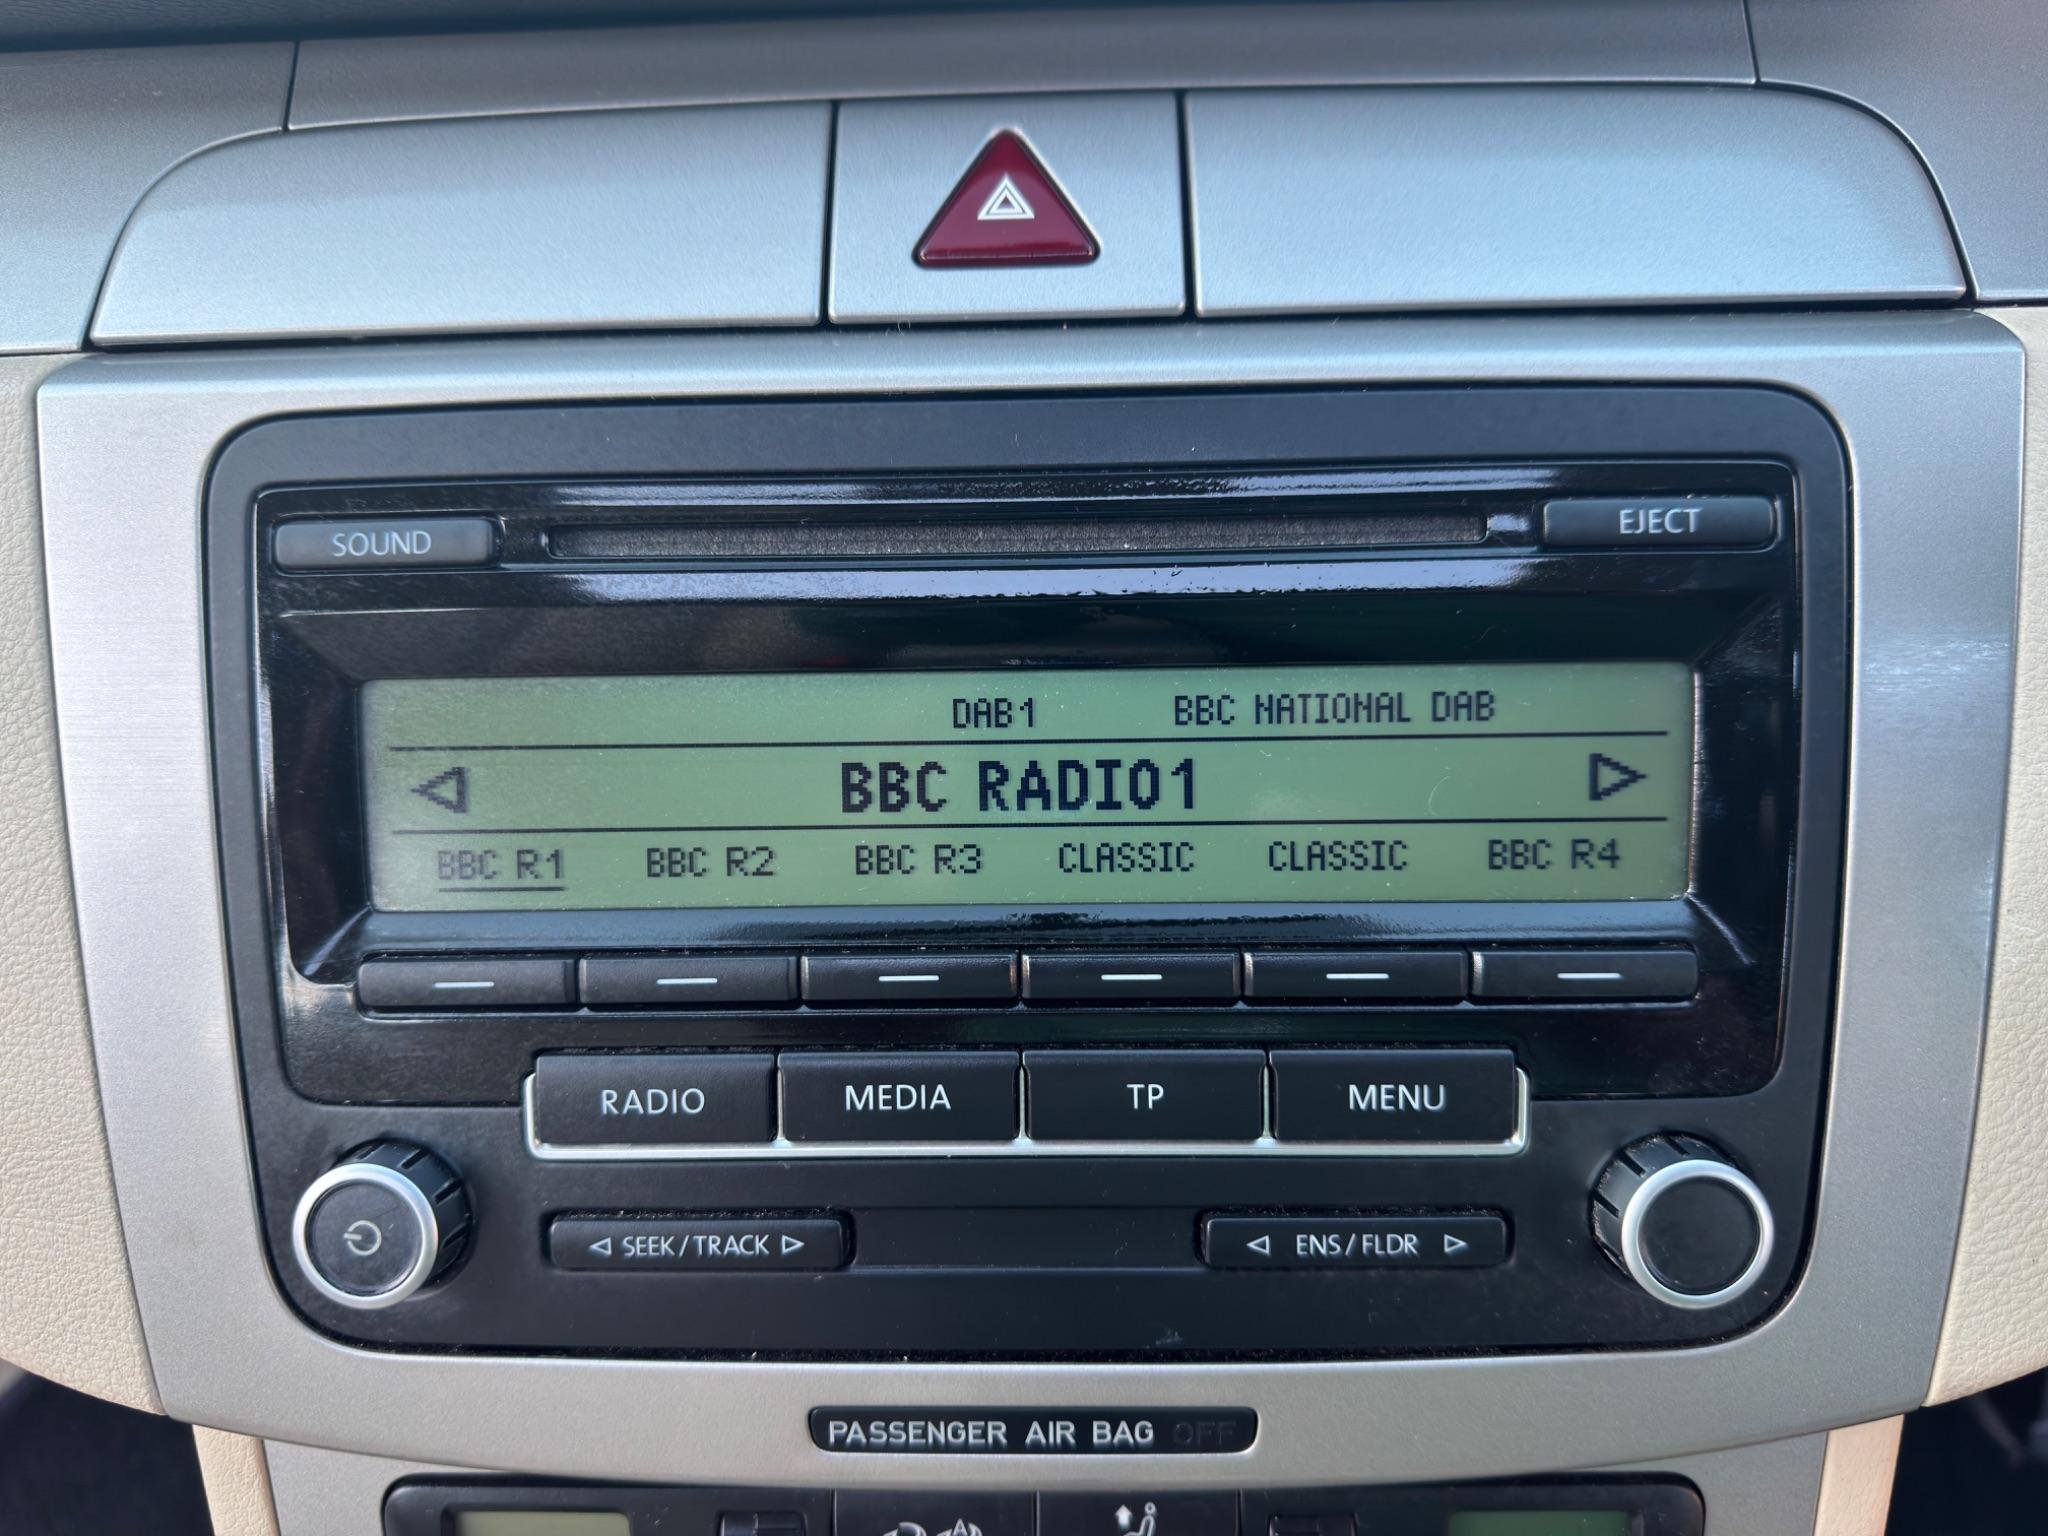 SOUND EJECT
DAB1 BBC NATIONAL DAB
BBC RADIO1
BBC R1 BBC R2 BBC R3 CLASSIC CLASSIC BBC R4
RADIO MEDIA TP MENU
SEEK/TRACK ENS/FLDR
PASSENGER AIR BAG OFF